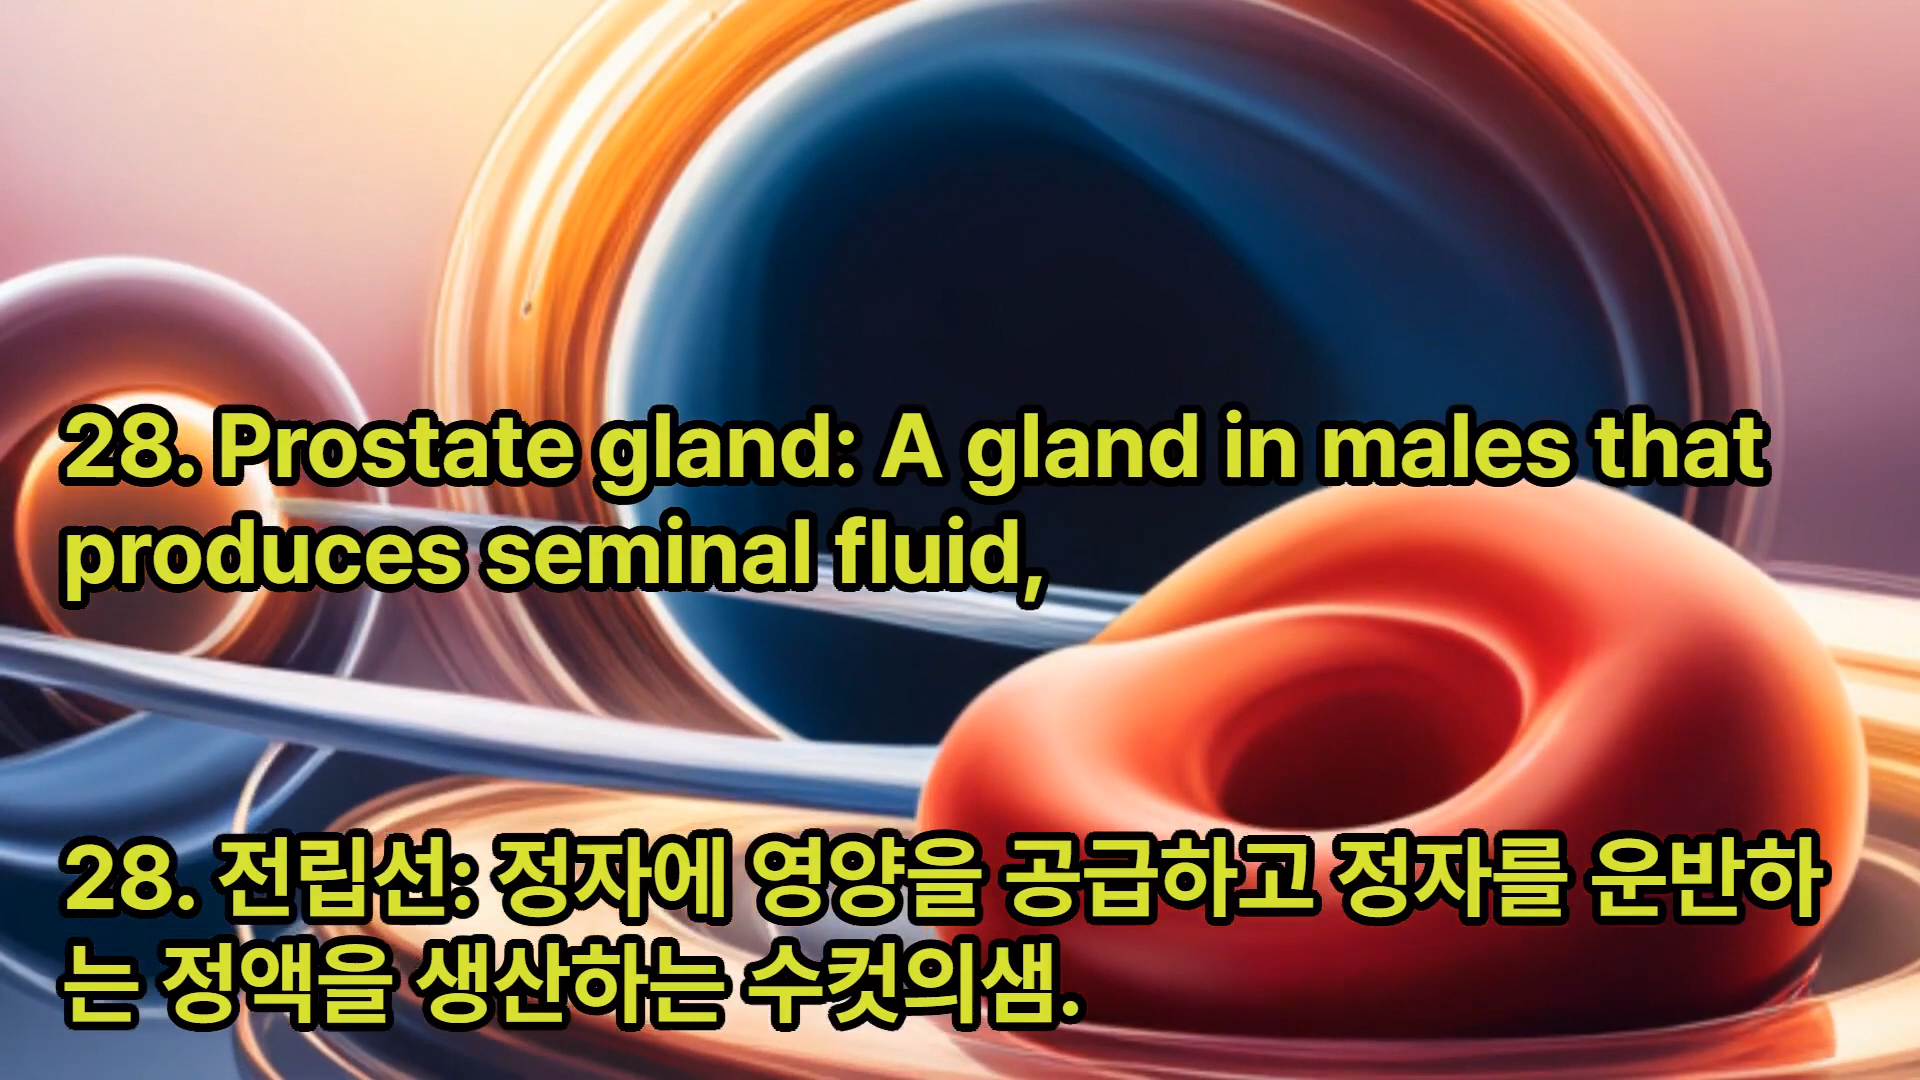 28. Prostate gland: A gland in males that
produces seminal fluid,
28. 전립선: 정자에 영양을 공급하고 정자를 운반하
는 정액을 생산하는 수컷의샘.